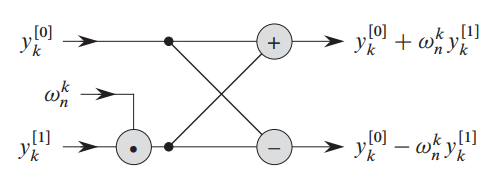 y_k^{[0]} + y_k^{[0]} + ω_n^k y_k^{[1]}
ω_n^k
y_k^{[1]} · − y_k^{[0]} − ω_n^k y_k^{[1]}